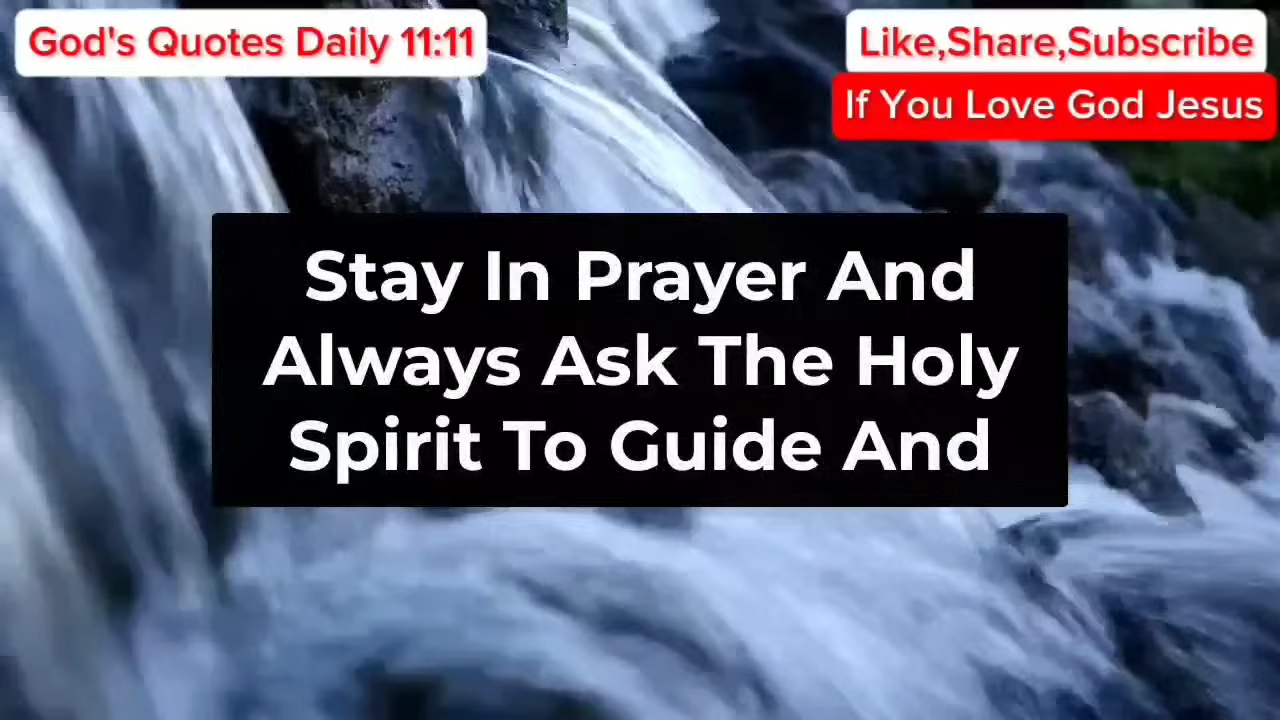 God's Quotes Daily 11:11
Like,Share,Subscribe
If You Love God Jesus
Stay In Prayer And
Always Ask The Holy
Spirit To Guide And